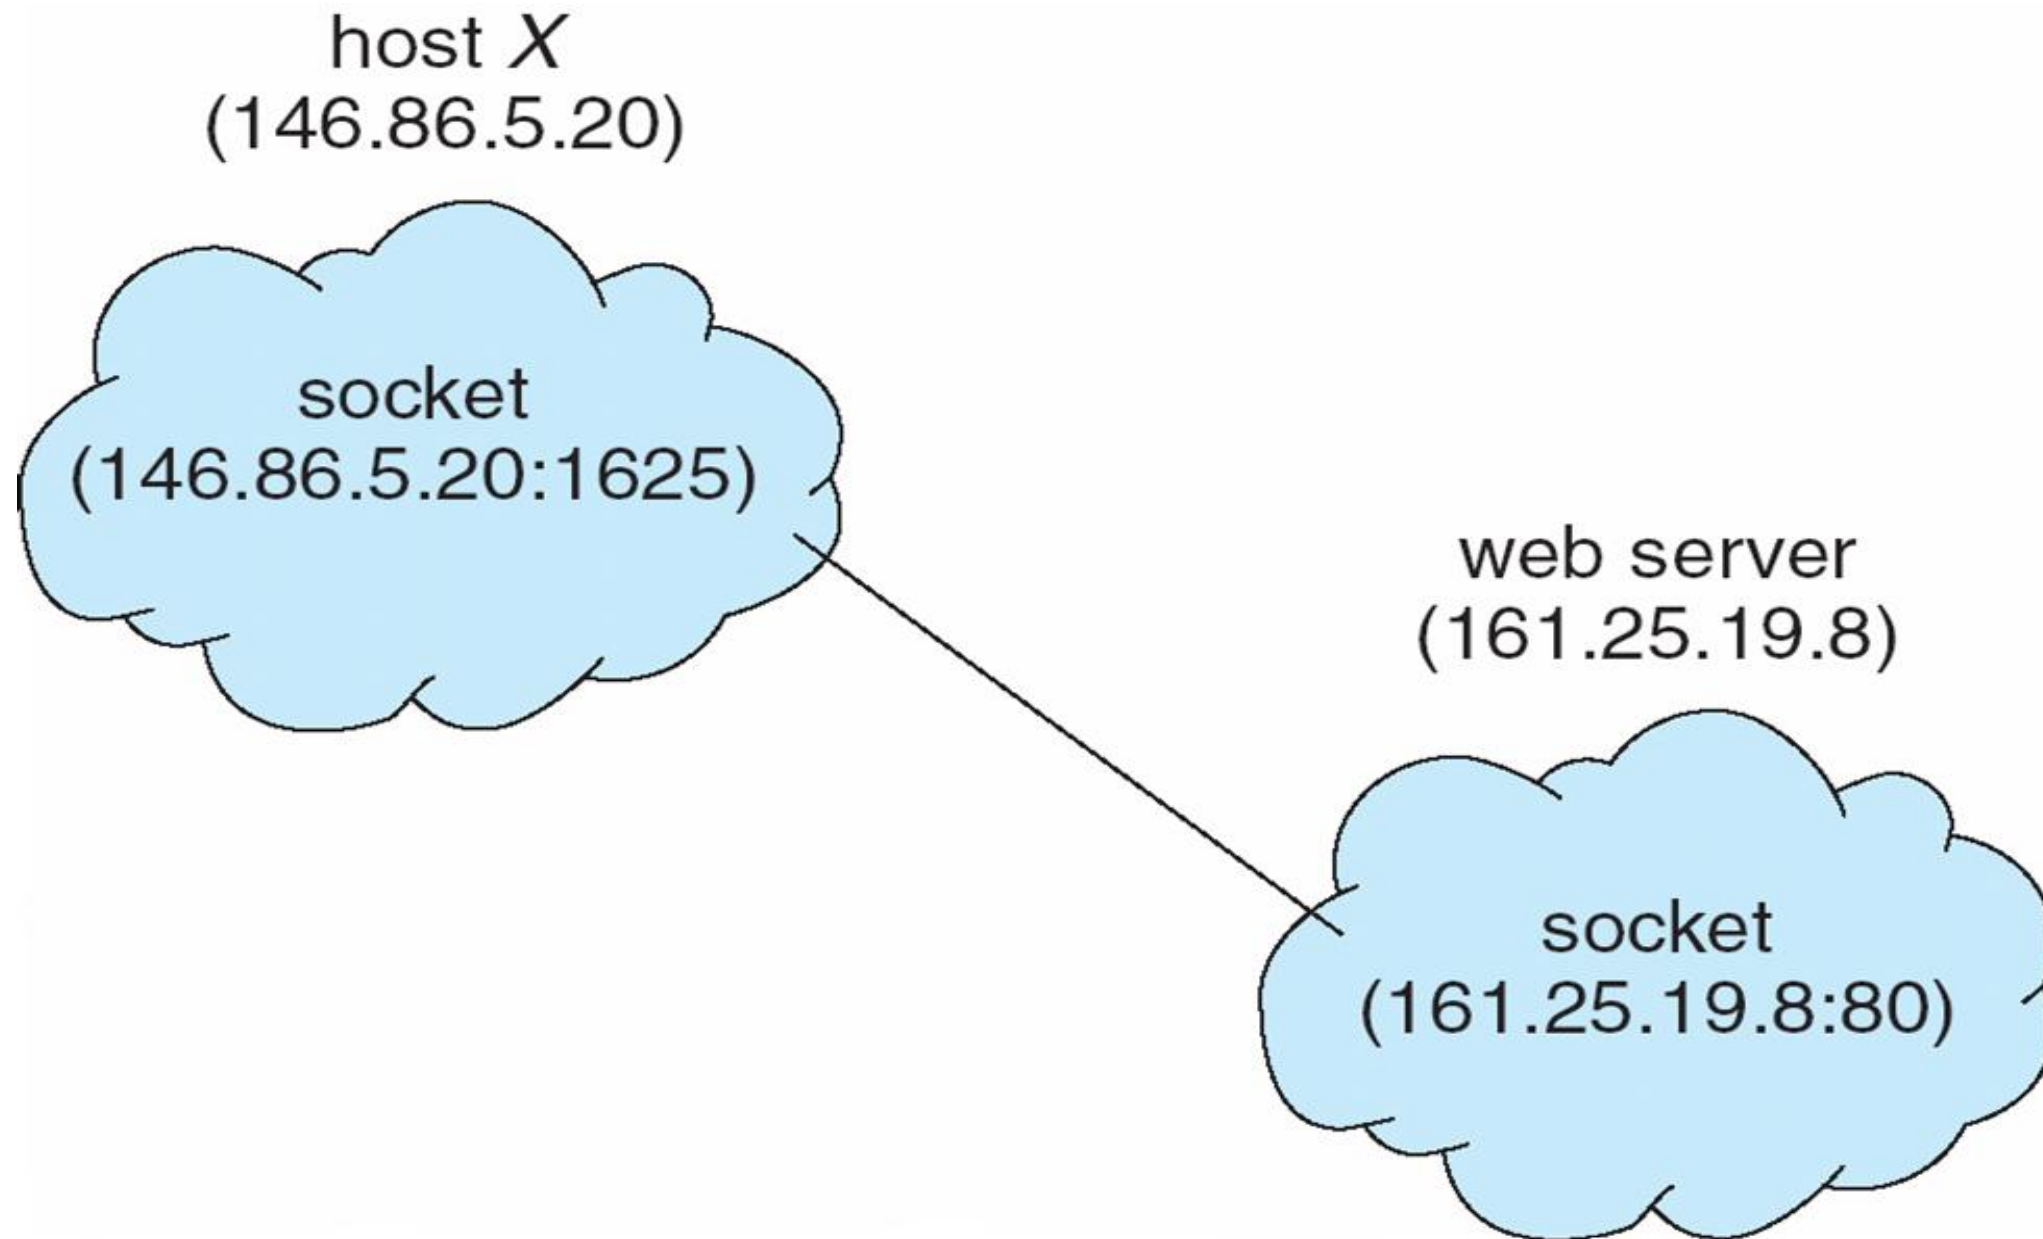 host X
(146.86.5.20)
socket
(146.86.5.20:1625)
web server
(161.25.19.8)
socket
(161.25.19.8:80)